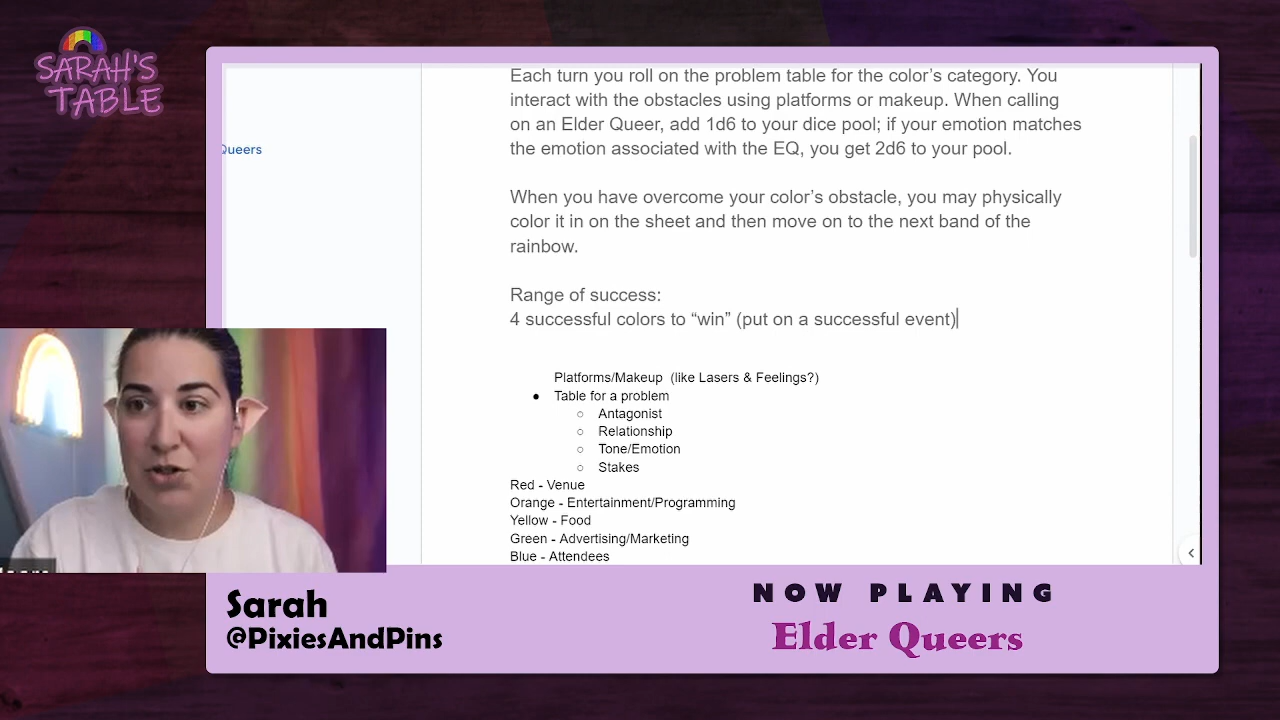 SARAH'S
TABLE
Queers
Each turn you roll on the problem table for the color's category. You
interact with the obstacles using platforms or makeup. When calling
on an Elder Queer, add 1d6 to your dice pool; if your emotion matches
the emotion associated with the EQ, you get 2d6 to your pool.
When you have overcome your color's obstacle, you may physically
color it in on the sheet and then move on to the next band of the
rainbow.
Range of success:
4 successful colors to “win” (put on a successful event)
Platforms/Makeup (like Lasers & Feelings?)
● Table for a problem
○ Antagonist
○ Relationship
○ Tone/Emotion
○ Stakes
Red - Venue
Orange - Entertainment/Programming
Yellow - Food
Green - Advertising/Marketing
Blue - Attendees
Sarah
@PixiesAndPins
NOW PLAYING
Elder Queers